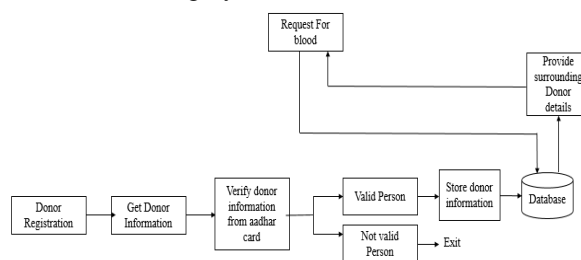 Request For
blood
Provide
surrounding
Donor
details
Donor
Registration
Get Donor
Information
Verify donor
information
from aadhar
card
Valid Person
Store donor
information
Database
Not valid
Person
Exit